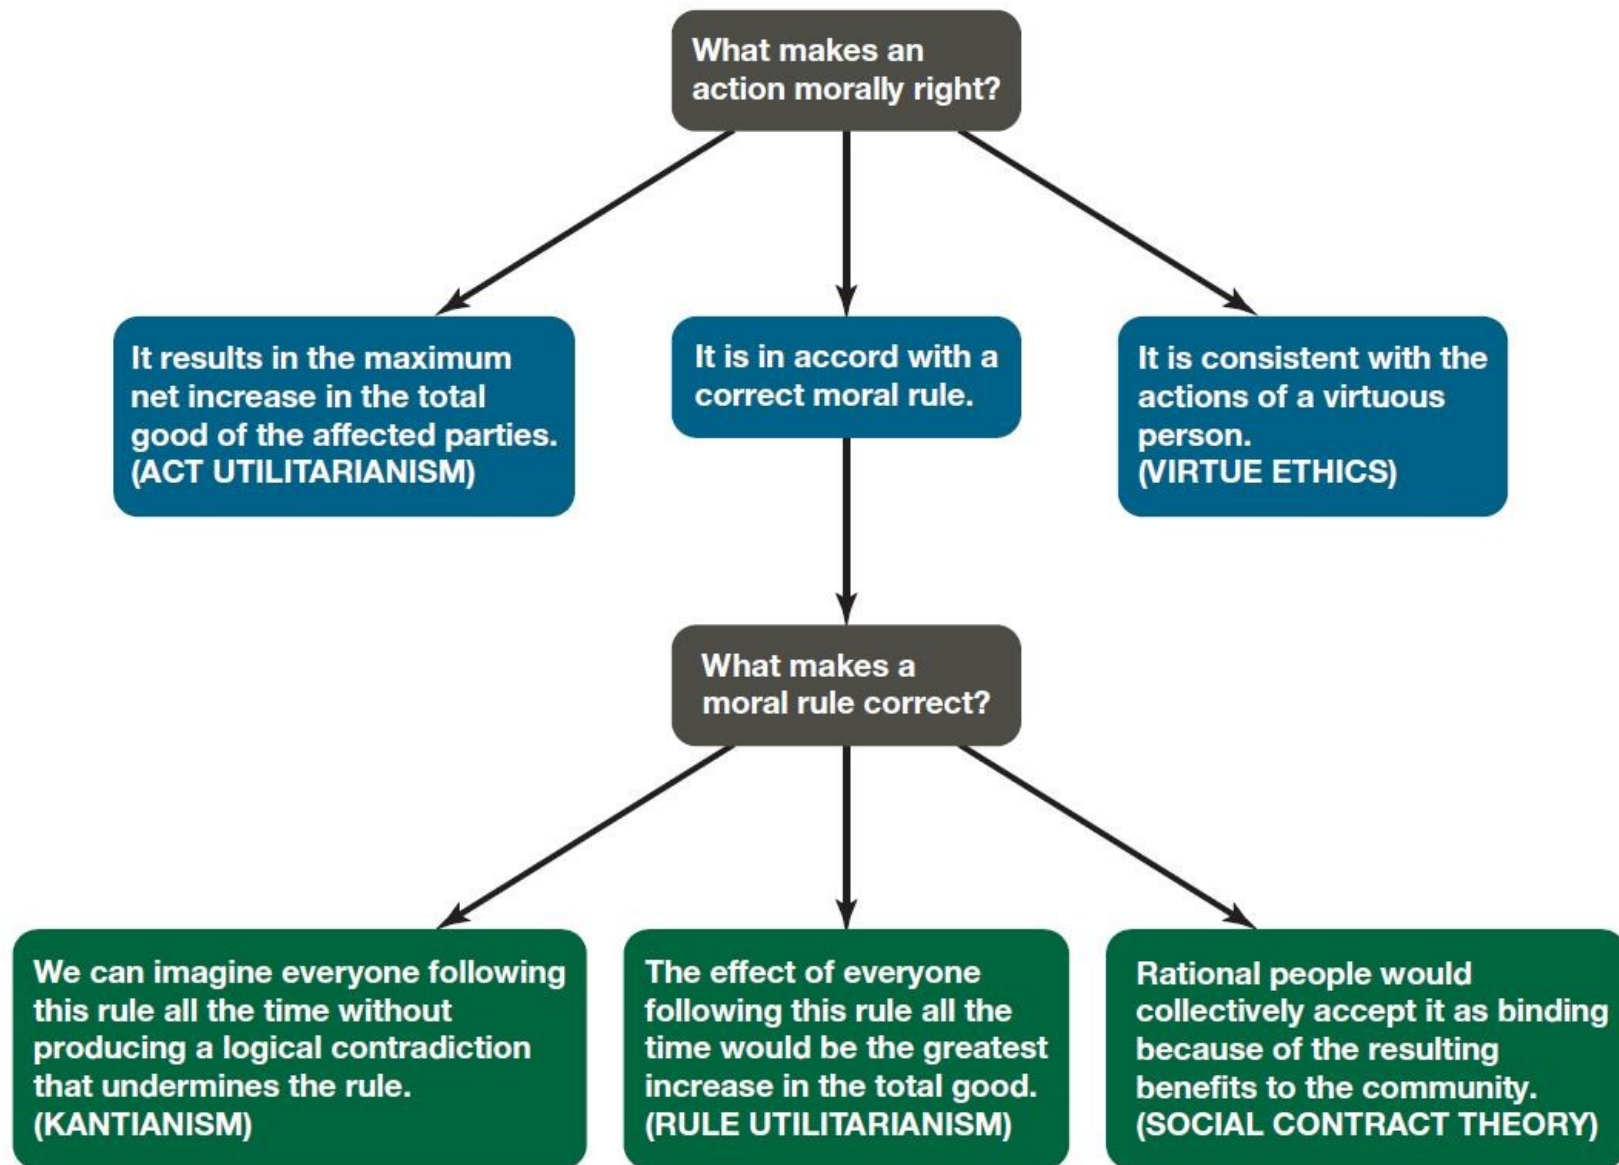 What makes an
action morally right?
It results in the maximum
net increase in the total
good of the affected parties.
(ACT UTILITARIANISM)
It is in accord with a
correct moral rule.
It is consistent with the
actions of a virtuous
person.
(VIRTUE ETHICS)
What makes a
moral rule correct?
We can imagine everyone following
this rule all the time without
producing a logical contradiction
that undermines the rule.
(KANTIANISM)
The effect of everyone
following this rule all the
time would be the greatest
increase in the total good.
(RULE UTILITARIANISM)
Rational people would
collectively accept it as binding
because of the resulting
benefits to the community.
(SOCIAL CONTRACT THEORY)